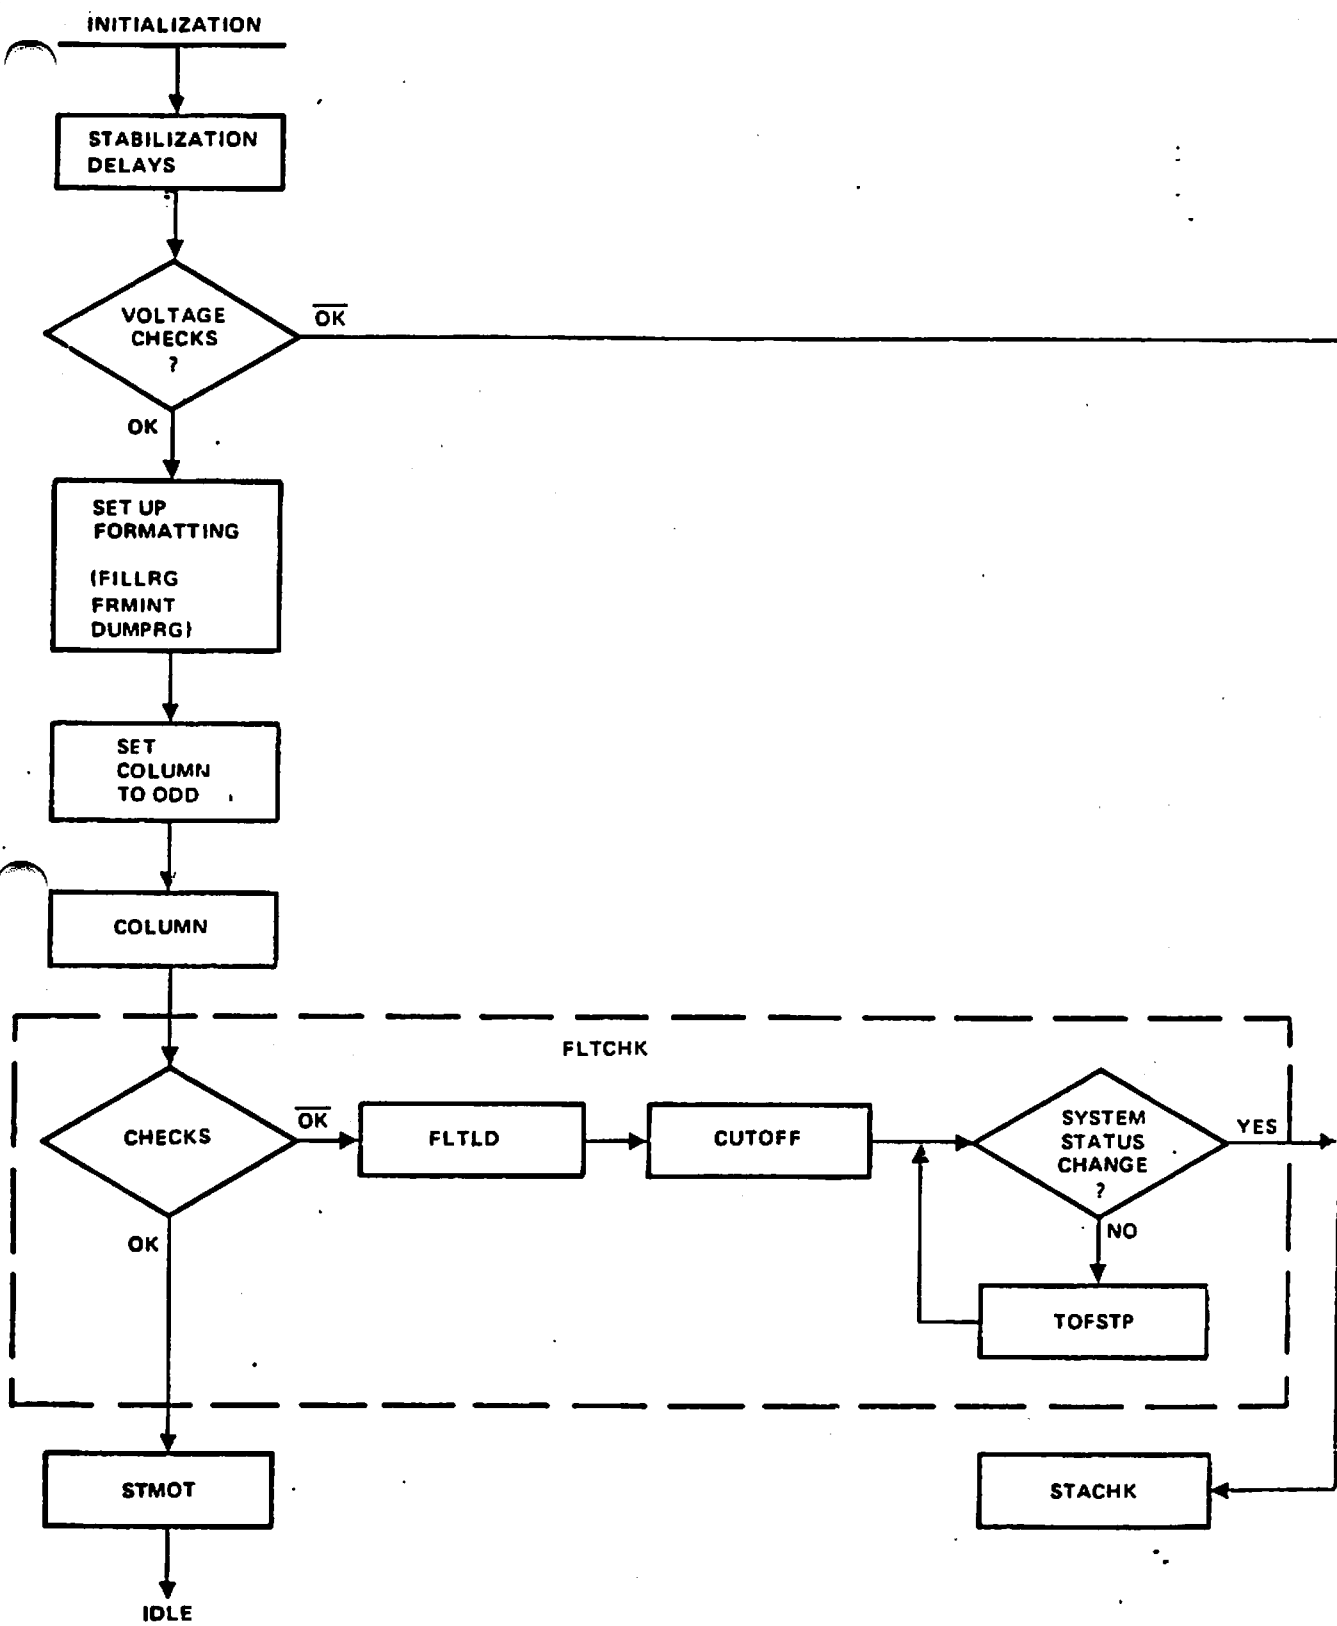 INITIALIZATION
STABILIZATION
DELAYS
VOLTAGE
CHECKS
?
OK
OK
SET UP
FORMATTING
(FILLRG
FRMINT
DUMPRG)
SET
COLUMN
TO ODD
COLUMN
FLTCHK
CHECKS
OK
FLTLD
CUTOFF
SYSTEM
STATUS
CHANGE
?
YES
NO
OK
TOFSTP
STMOT
STACHK
IDLE